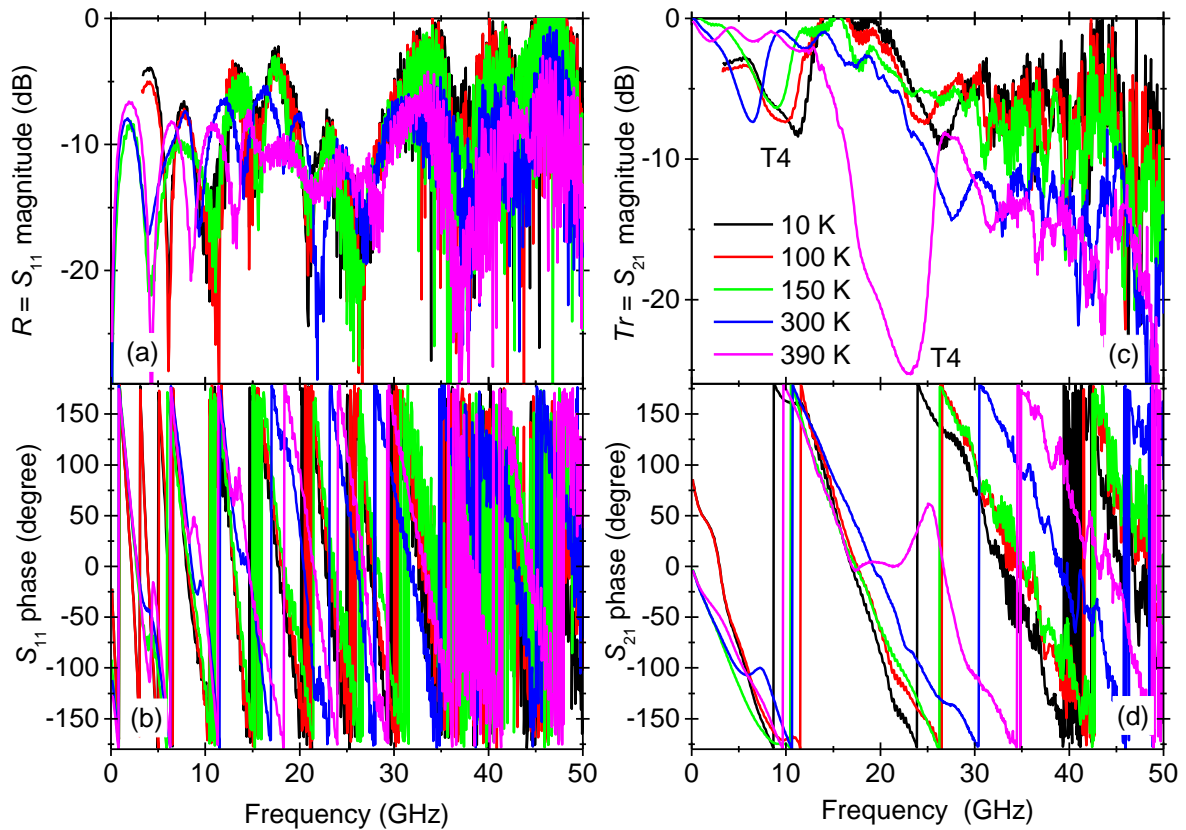 0
-10
-20
R = S11 magnitude (dB)
(a)
150
100
50
0
-50
-100
-150
S11 phase (degree)
(b)
0 10 20 30 40 50
Frequency (GHz)
0
-10
-20
Tr = S21 magnitude (dB)
T4
10 K
100 K
150 K
300 K
390 K
T4
(c)
150
100
50
0
-50
-100
-150
S21 phase (degree)
(d)
0 10 20 30 40 50
Frequency (GHz)